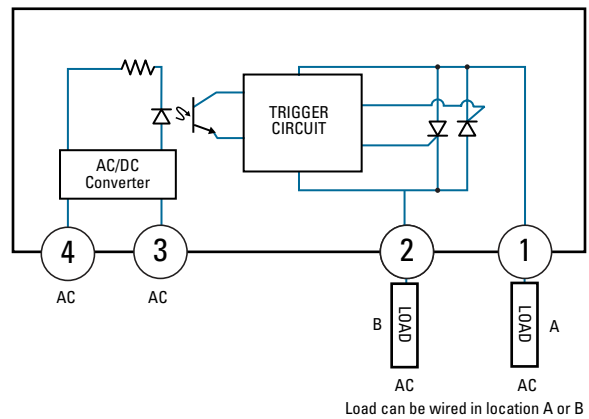 TRIGGER
CIRCUIT
AC/DC
Converter
4
3
2
1
AC
AC
B
LOAD
LOAD
A
AC
AC
Load can be wired in location A or B